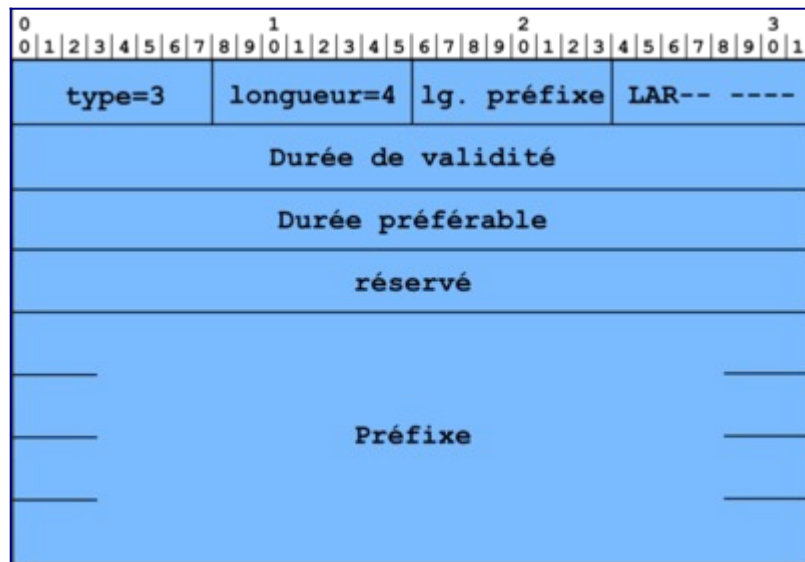 0 1 2 3
0|1|2|3|4|5|6|7|8|9|0|1|2|3|4|5|6|7|8|9|0|1|2|3|4|5|6|7|8|9|0|1
type=3 longueur=4 lg. préfixe LAR-- ----
Durée de validité
Durée préférable
réservé
Préfixe